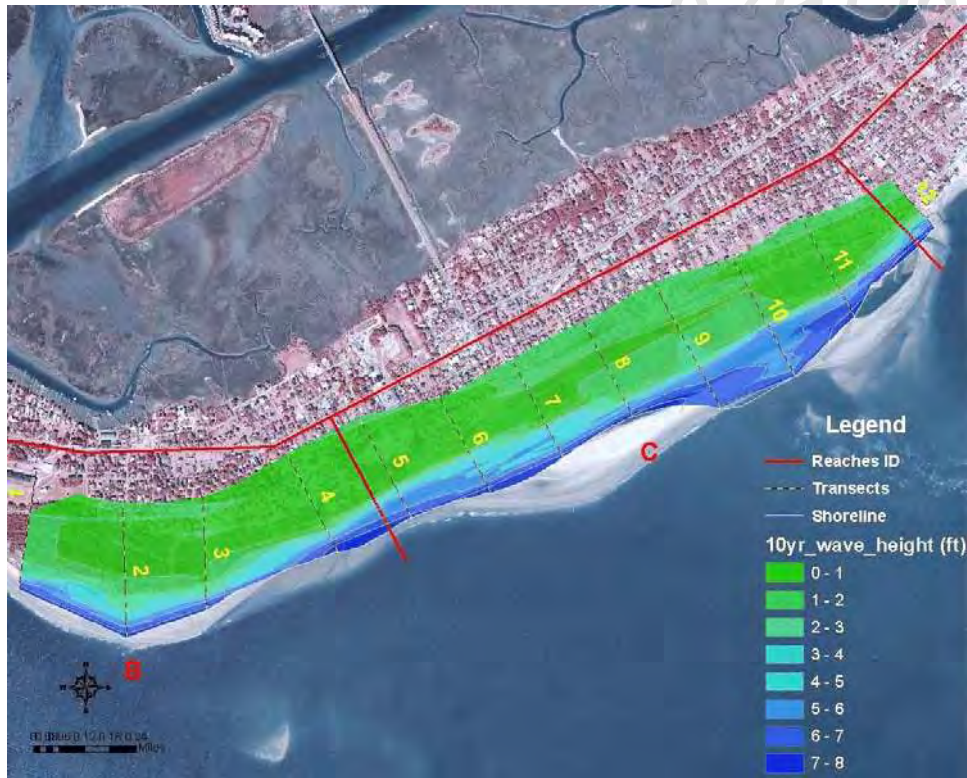 1
2
3
4
5
6
7
8
9
10
11
12
B
C
Legend
Reaches ID
Transects
Shoreline
10yr_wave_height (ft)
0 - 1
1 - 2
2 - 3
3 - 4
4 - 5
5 - 6
6 - 7
7 - 8
Miles